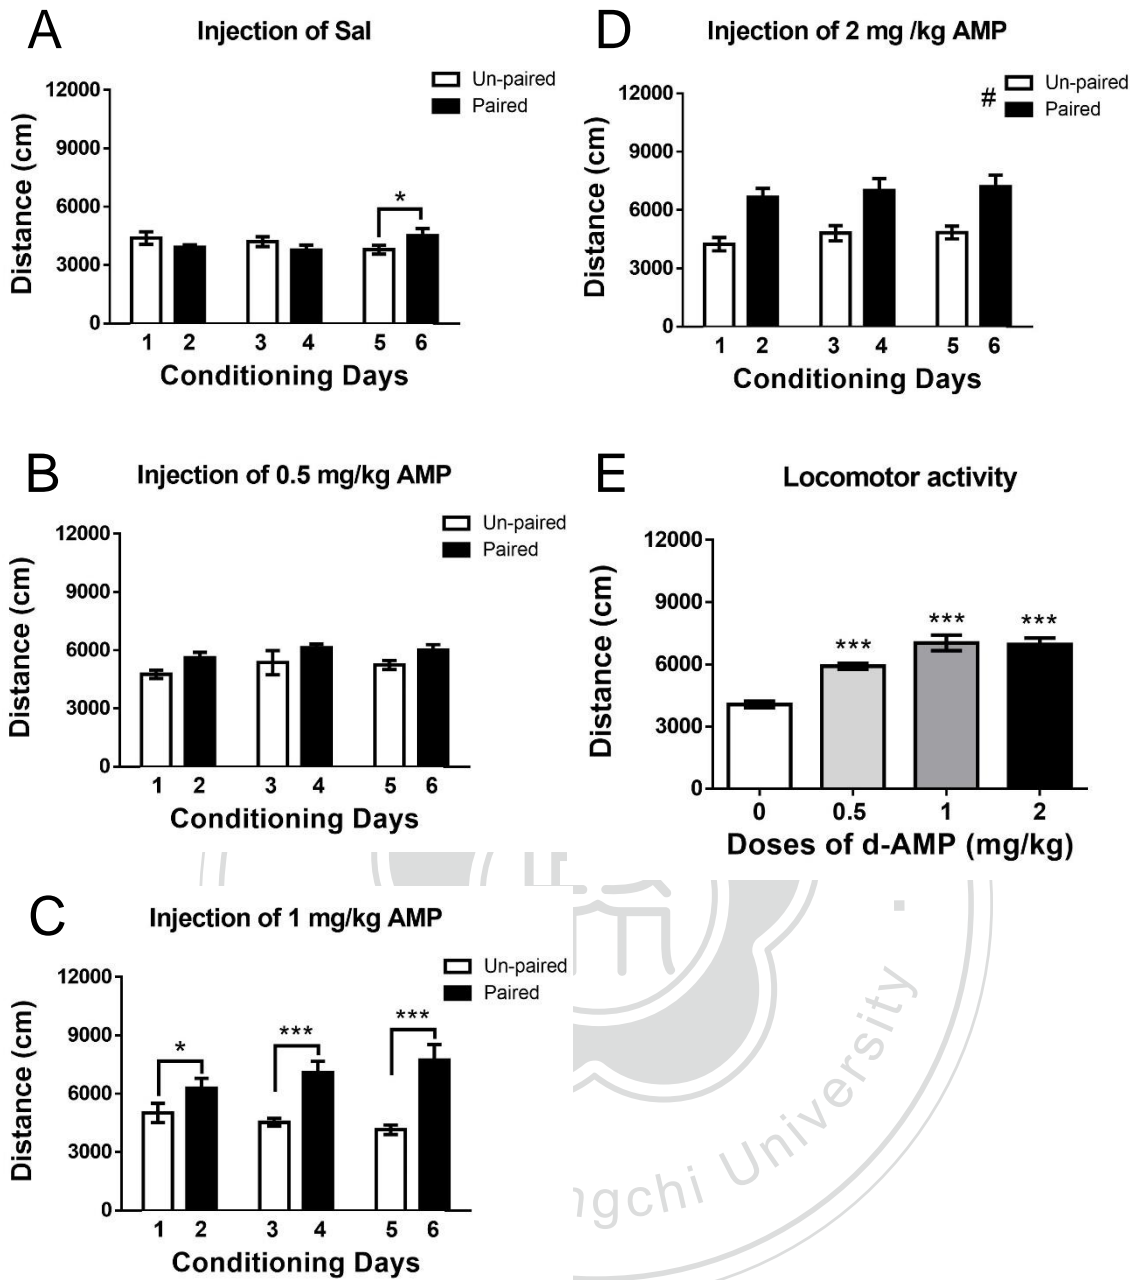 A
Injection of Sal
Un-paired
Paired
12000
9000
6000
3000
0
Distance (cm)
*
1 2 3 4 5 6
Conditioning Days
B
Injection of 0.5 mg/kg AMP
Un-paired
Paired
12000
9000
6000
3000
0
Distance (cm)
1 2 3 4 5 6
Conditioning Days
C
Injection of 1 mg/kg AMP
Un-paired
Paired
12000
9000
6000
3000
0
Distance (cm)
* *** ***
1 2 3 4 5 6
Conditioning Days
D
Injection of 2 mg /kg AMP
# Un-paired
Paired
12000
9000
6000
3000
0
Distance (cm)
1 2 3 4 5 6
Conditioning Days
E
Locomotor activity
12000
9000
6000
3000
0
Distance (cm)
*** *** ***
0 0.5 1 2
Doses of d-AMP (mg/kg)
ngchi University